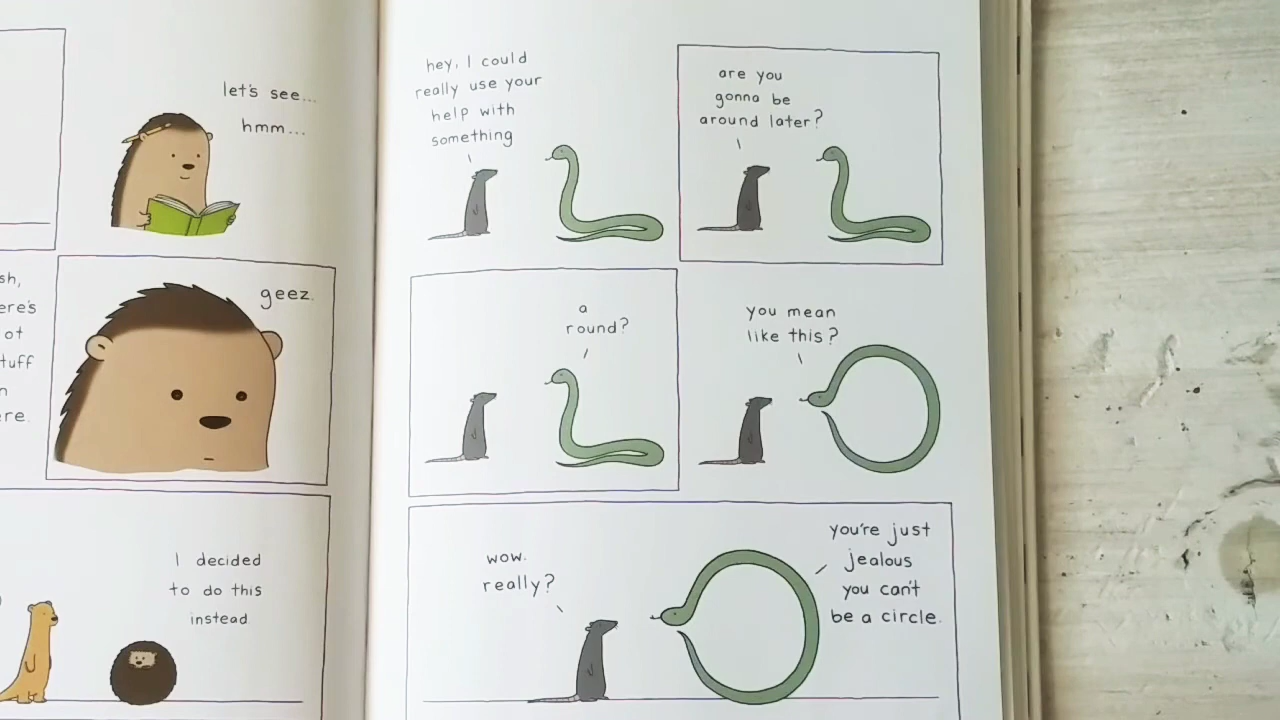 let's see...
hmm...
geez.
I decided
to do this
instead
hey, I could
really use your
help with
something
are you
gonna be
around later?
a
round?
you mean
like this?
wow.
really?
you're just
jealous
you can't
be a circle.